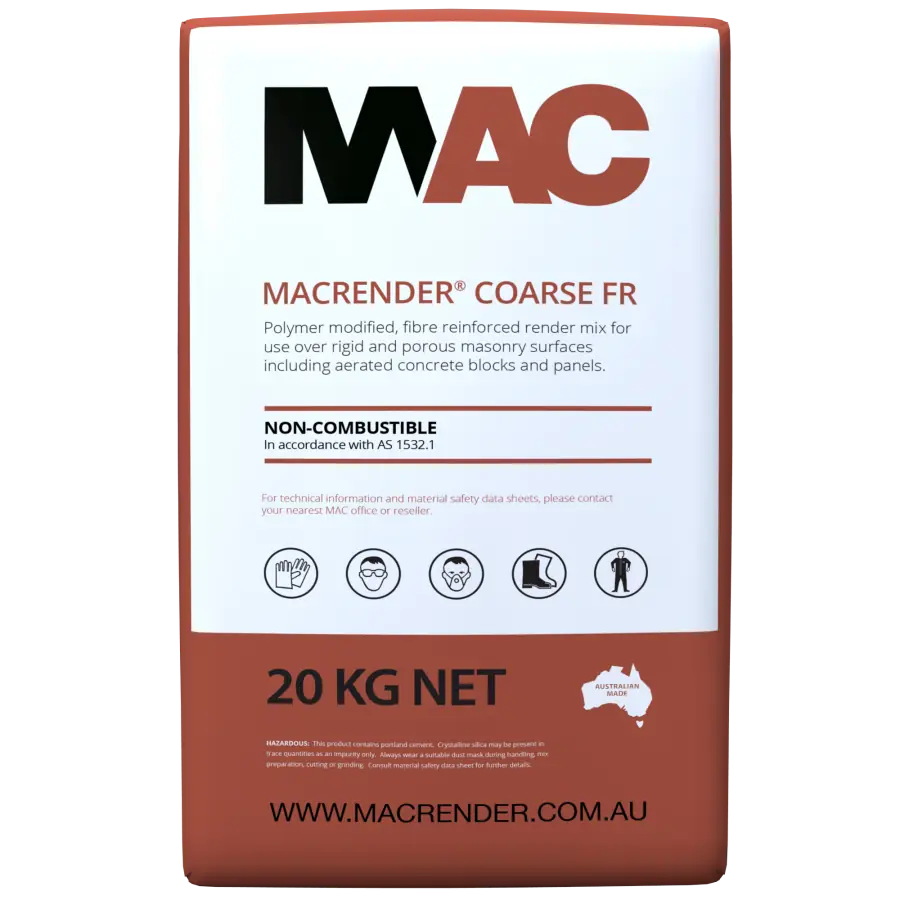 MAC
MACRENDER® COARSE FR
Polymer modified, fibre reinforced render mix for
use over rigid and porous masonry surfaces
including aerated concrete blocks and panels.
NON-COMBUSTIBLE
In accordance with AS 1532.1
For technical information and material safety data sheets, please contact
your nearest MAC office or reseller.
20 KG NET
AUSTRALIAN
MADE
HAZARDOUS: This product contains portland cement. Crystalline silica may be present in
trace quantities as an impurity only. Always wear a suitable dust mask during handling, mix
preparation, cutting or grinding. Consult material safety data sheet for further details.
WWW.MACRENDER.COM.AU